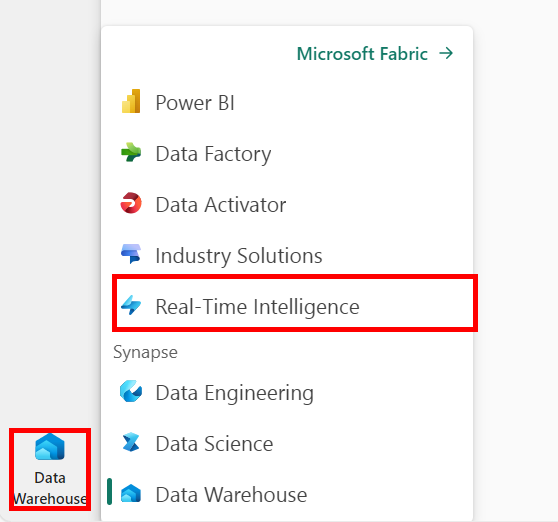 Microsoft Fabric
Power BI
Data Factory
Data Activator
Industry Solutions
Real-Time Intelligence
Synapse
Data Engineering
Data Science
Data Warehouse
Data
Warehouse